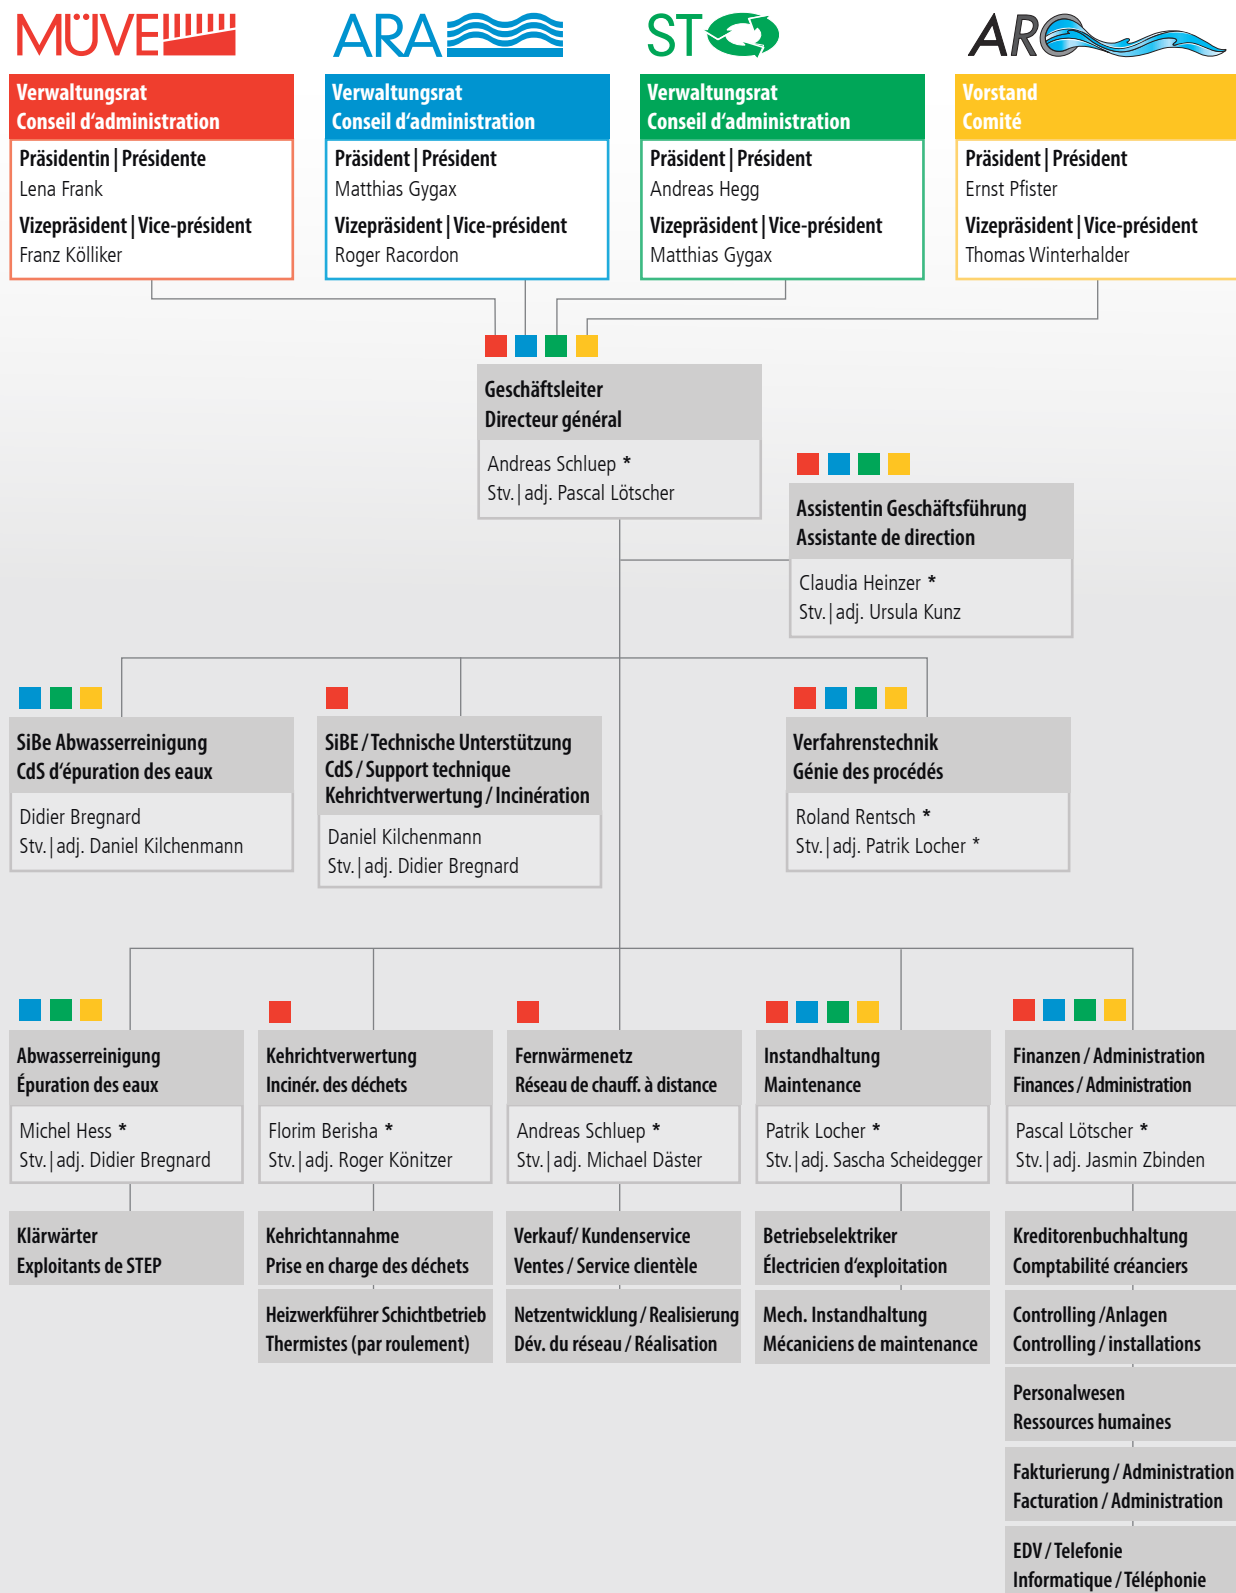 MÜVE
ARA
ST
ARO
Verwaltungsrat
Conseil d‘administration
Präsidentin | Présidente
Lena Frank
Vizepräsident | Vice-président
Franz Kölliker
Verwaltungsrat
Conseil d‘administration
Präsident | Président
Matthias Gygax
Vizepräsident | Vice-président
Roger Racordon
Verwaltungsrat
Conseil d‘administration
Präsident | Président
Andreas Hegg
Vizepräsident | Vice-président
Matthias Gygax
Vorstand
Comité
Präsident | Président
Ernst Pfister
Vizepräsident | Vice-président
Thomas Winterhalder
Geschäftsleiter
Directeur général
Andreas Schluep *
Stv. | adj. Pascal Lötscher
Assistentin Geschäftsführung
Assistante de direction
Claudia Heinzer *
Stv. | adj. Ursula Kunz
SiBe Abwasserreinigung
CdS d‘épuration des eaux
Didier Bregnard
Stv. | adj. Daniel Kilchenmann
SiBE / Technische Unterstützung
CdS / Support technique
Kehrichtverwertung / Incinération
Daniel Kilchenmann
Stv. | adj. Didier Bregnard
Verfahrenstechnik
Génie des procédés
Roland Rentsch *
Stv. | adj. Patrik Locher *
Abwasserreinigung
Épuration des eaux
Michel Hess *
Stv. | adj. Didier Bregnard
Klärwärter
Exploitants de STEP
Kehrichtverwertung
Incinér. des déchets
Florim Berisha *
Stv. | adj. Roger Könitzer
Kehrichtannahme
Prise en charge des déchets
Heizwerkführer Schichtbetrieb
Thermistes (par roulement)
Fernwärmenetz
Réseau de chauff. à distance
Andreas Schluep *
Stv. | adj. Michael Däster
Verkauf/ Kundenservice
Ventes / Service clientèle
Netzentwicklung / Realisierung
Dév. du réseau / Réalisation
Instandhaltung
Maintenance
Patrik Locher *
Stv. | adj. Sascha Scheidegger
Betriebselektriker
Électricien d‘exploitation
Mech. Instandhaltung
Mécaniciens de maintenance
Finanzen / Administration
Finances / Administration
Pascal Lötscher *
Stv. | adj. Jasmin Zbinden
Kreditorenbuchhaltung
Comptabilité créanciers
Controlling /Anlagen
Controlling / installations
Personalwesen
Ressources humaines
Fakturierung / Administration
Facturation / Administration
EDV / Telefonie
Informatique / Téléphonie